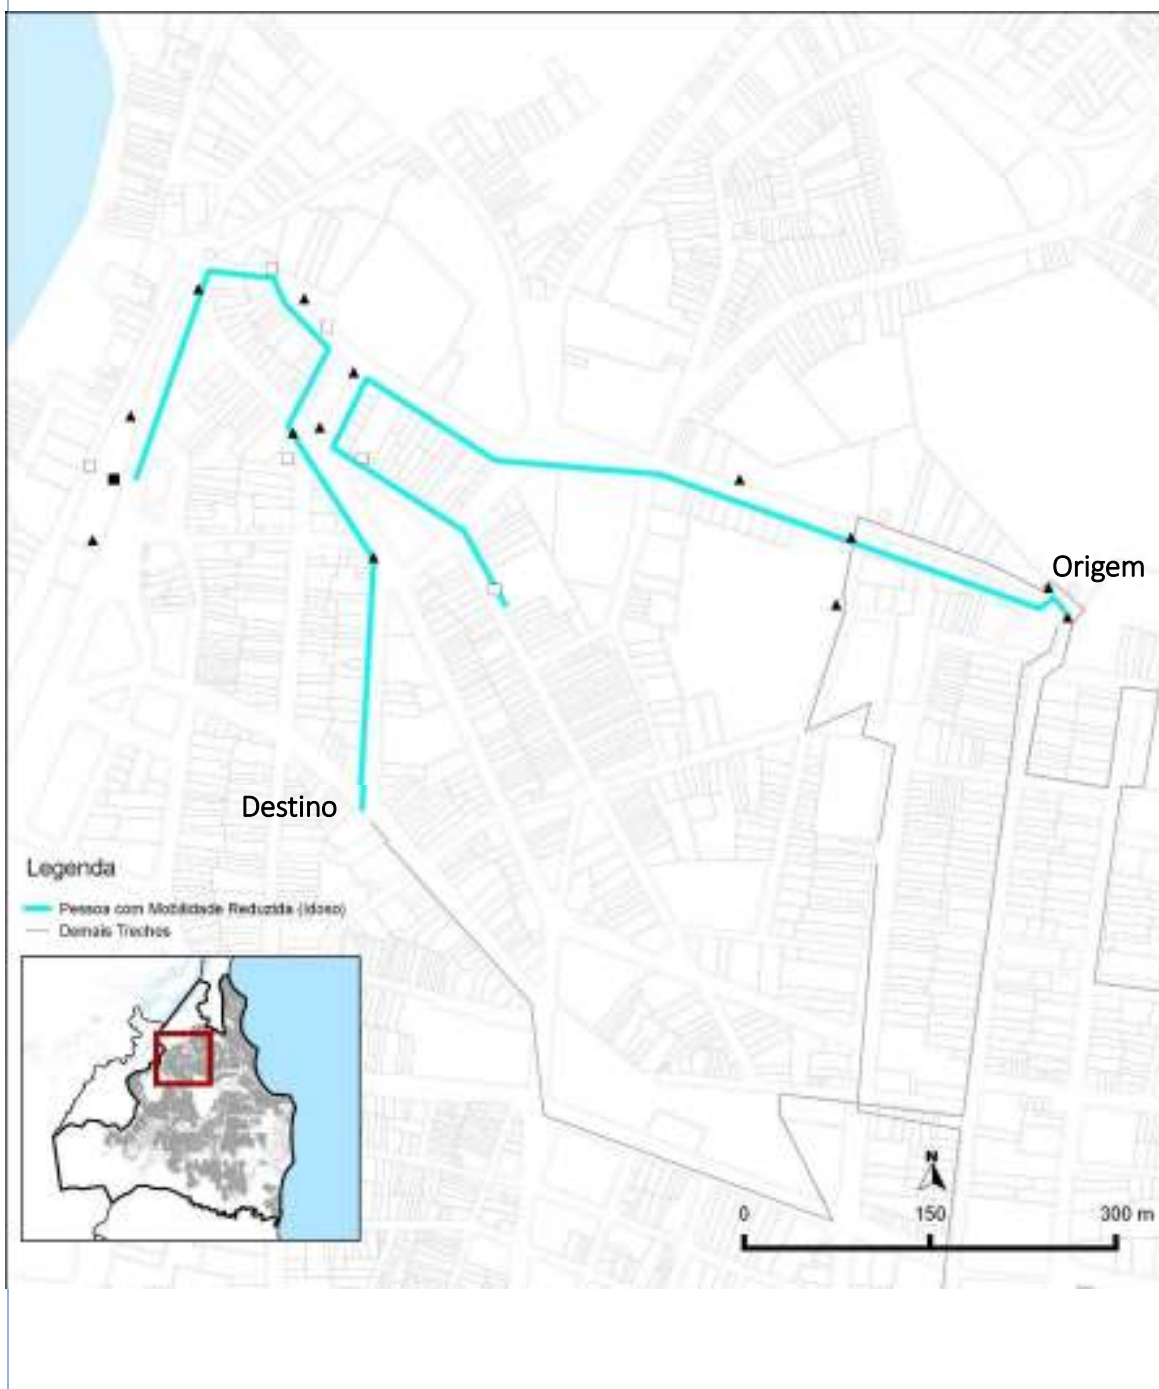 Origem
Destino
Legenda
Pessoa com Mobilidade Reduzida (Idoso)
Demais Trechos
N
0 150 300 m